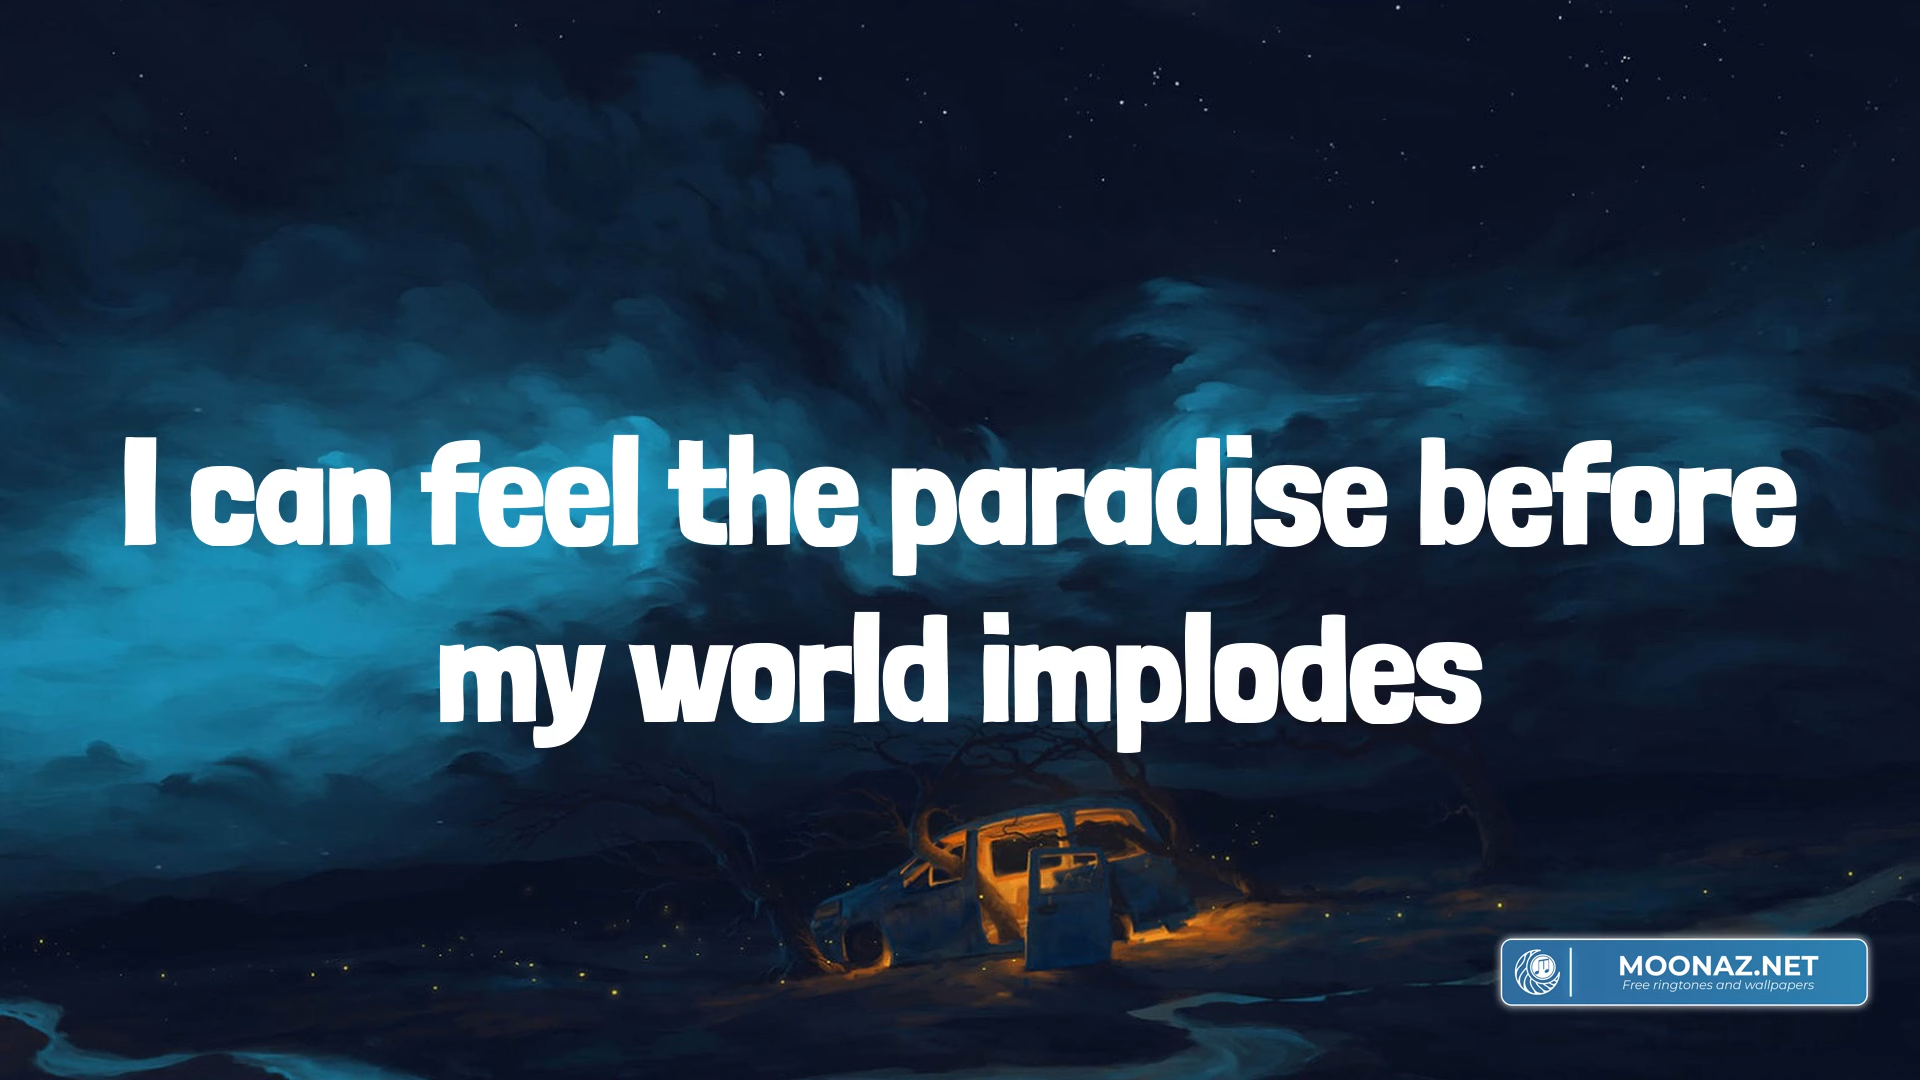 I can feel the paradise before
my world implodes
MOONAZ.NET
Free ringtones and wallpapers